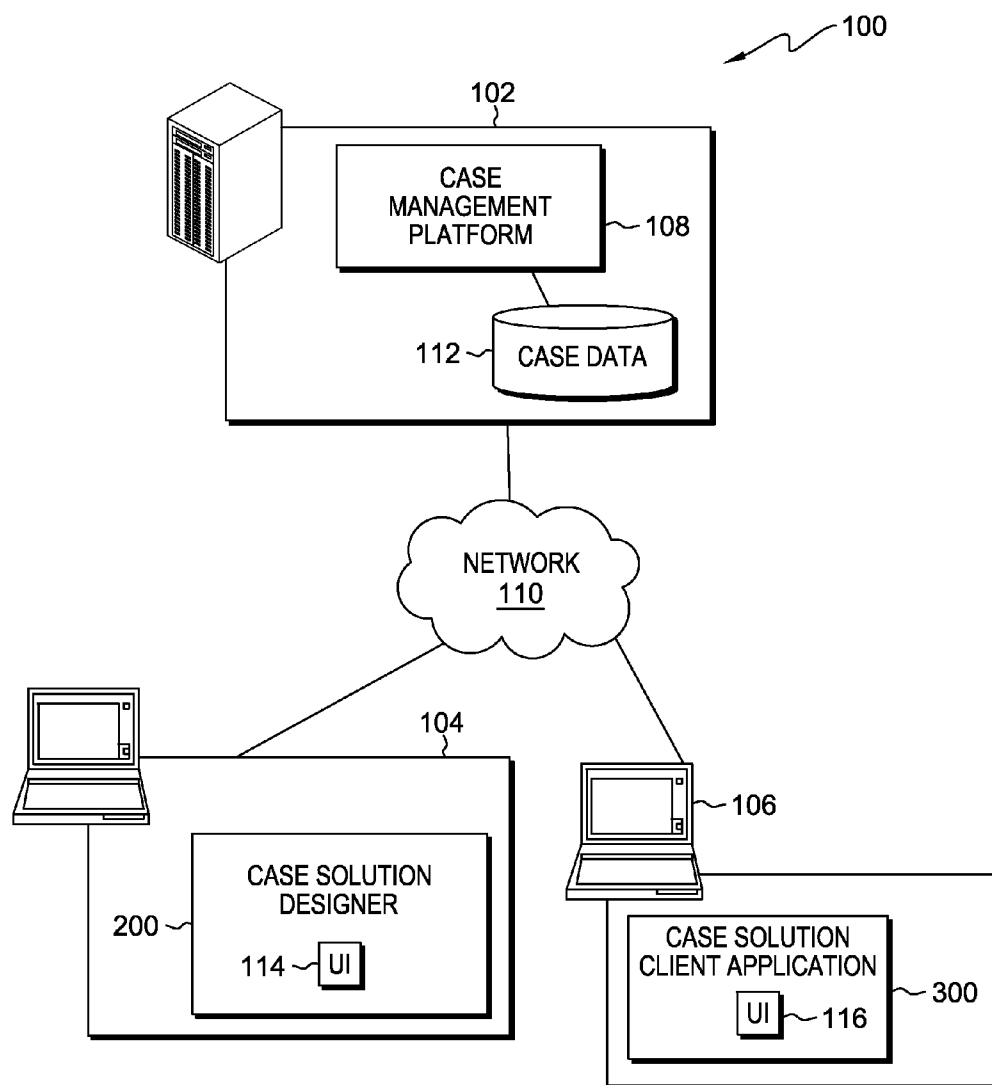 100
102
CASE
MANAGEMENT
PLATFORM
108
112
CASE DATA
NETWORK
110
104
106
CASE SOLUTION
DESIGNER
200
114
UI
CASE SOLUTION
CLIENT APPLICATION
300
UI
116